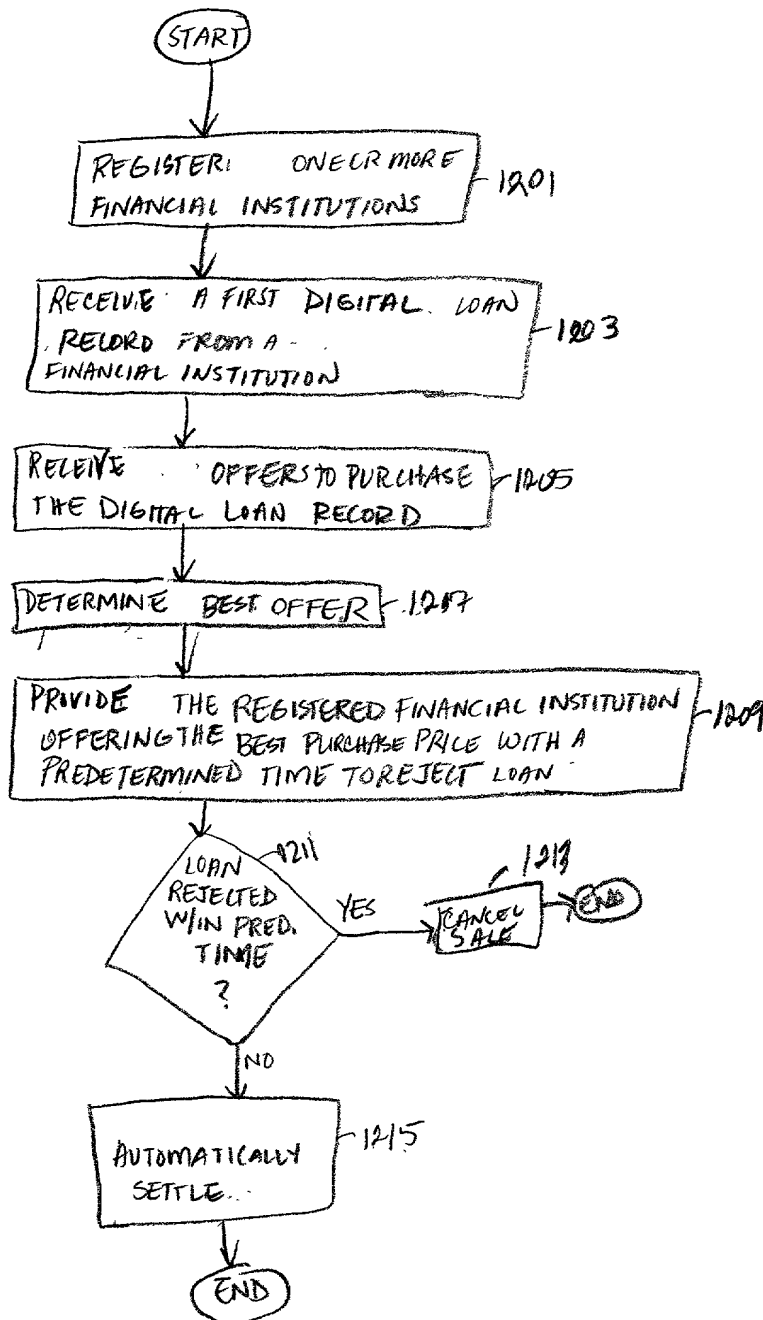 START
REGISTER ONE OR MORE
FINANCIAL INSTITUTIONS
1201
RECEIVE A FIRST DIGITAL LOAN
RECORD FROM A
FINANCIAL INSTITUTION
1203
RECEIVE OFFERS TO PURCHASE
THE DIGITAL LOAN RECORD
1205
DETERMINE BEST OFFER
1207
PROVIDE THE REGISTERED FINANCIAL INSTITUTION
OFFERING THE BEST PURCHASE PRICE WITH A
PREDETERMINED TIME TO REJECT LOAN
1209
LOAN
REJECTED
W/IN PRED.
TIME
?
1211
YES
CANCEL
SALE
1213
END
NO
AUTOMATICALLY
SETTLE...
1215
END